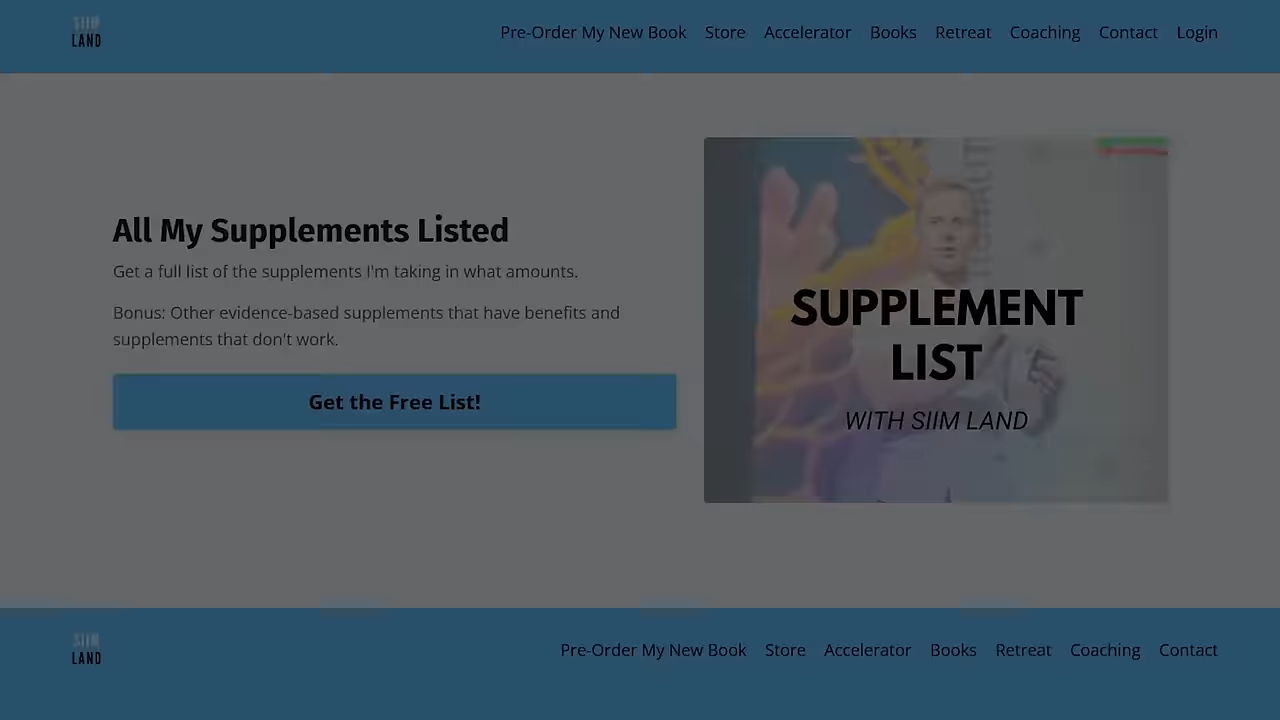 SIIM
LAND
Pre-Order My New Book Store Accelerator Books Retreat Coaching Contact Login
All My Supplements Listed
Get a full list of the supplements I'm taking in what amounts.
Bonus: Other evidence-based supplements that have benefits and
supplements that don't work.
Get the Free List!
SUPPLEMENT
LIST
WITH SIIM LAND
SIIM
LAND
Pre-Order My New Book Store Accelerator Books Retreat Coaching Contact